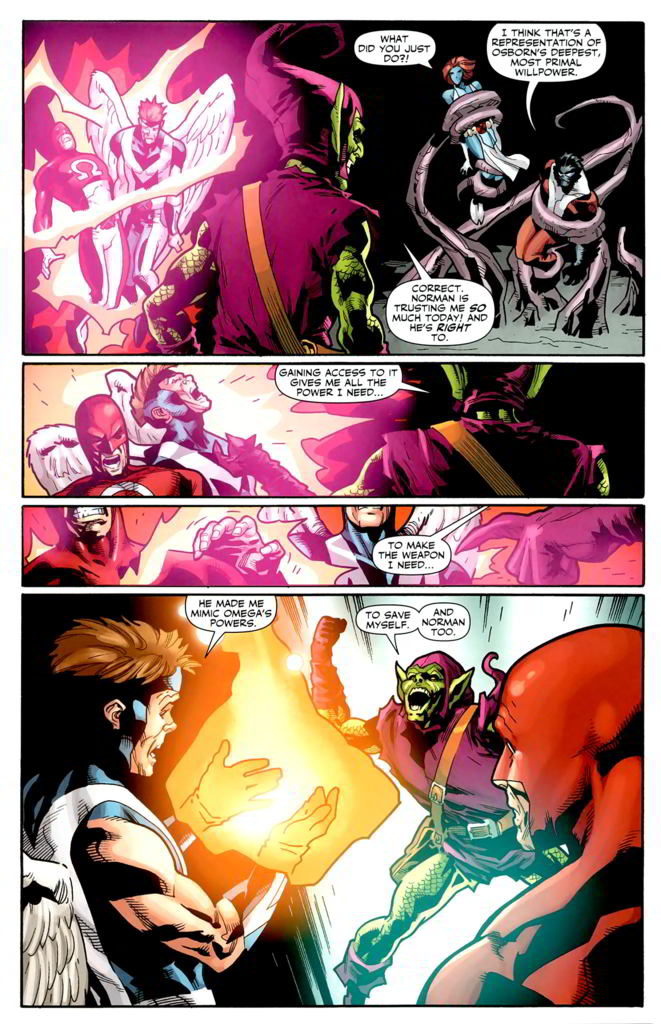 WHAT
DID YOU JUST
DO?!
I THINK THAT'S A
REPRESENTATION OF
OSBORN'S DEEPEST,
MOST PRIMAL
WILLPOWER.
CORRECT.
NORMAN IS
TRUSTING ME SO
MUCH TODAY! AND
HE'S RIGHT
TO.
GAINING ACCESS TO IT
GIVES ME ALL THE
POWER I NEED...
TO MAKE
THE WEAPON
I NEED...
HE MADE ME
MIMIC OMEGA'S
POWERS.
TO SAVE
MYSELF.
AND
NORMAN
TOO.
Ω